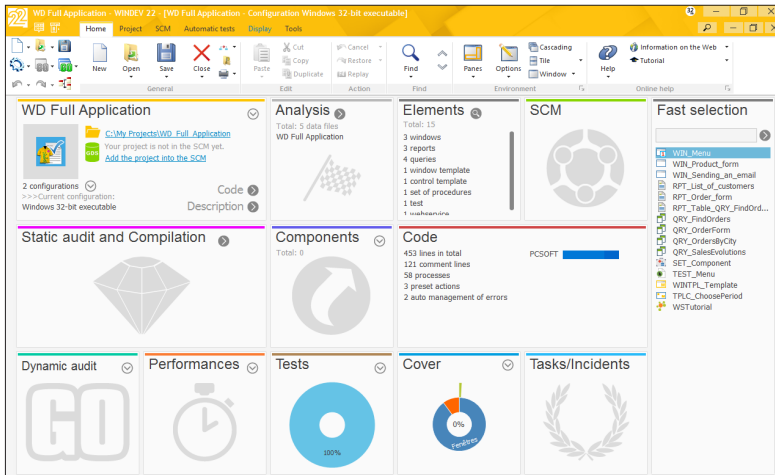 WD Full Application - WINDEV 22 - [WD Full Application - Configuration Windows 32-bit executable]
22
Home Project SCM Automatic tests Display Tools
New Open Save Close
General
Paste
Cut
Copy
Duplicate
Edit
Cancel
Restore
Replay
Action
Find
Find
Panes Options
Cascading
Tile
Window
Environment
Help
Information on the Web
Tutorial
Online help
WD Full Application
C:\My Projects\WD Full Application
Your project is not in the SCM yet.
GDS
Add the project into the SCM
2 configurations
>>>Current configuration:
Windows 32-bit executable
Code
Description
Analysis
Total: 5 data files
WD Full Application
Elements
Total: 15
3 windows
3 reports
4 queries
1 window template
1 control template
1 set of procedures
1 test
1 webservice
SCM
Fast selection
WIN_Menu
WIN_Product_form
WIN_Sending_an_email
RPT_List_of_customers
RPT_Order_form
RPT_Table_QRY_FindOrd...
QRY_FindOrders
QRY_OrderForm
QRY_OrdersByCity
QRY_SalesEvolutions
SET_Component
TEST_Menu
WINTPL_Template
TPLC_ChoosePeriod
WSTutorial
Static audit and Compilation
Components
Total: 0
Code
453 lines in total
121 comment lines
58 processes
3 preset actions
2 auto management of errors
PCSOFT
Dynamic audit
GO
Performances
Tests
100%
Cover
0%
Fenêtres
Tasks/Incidents